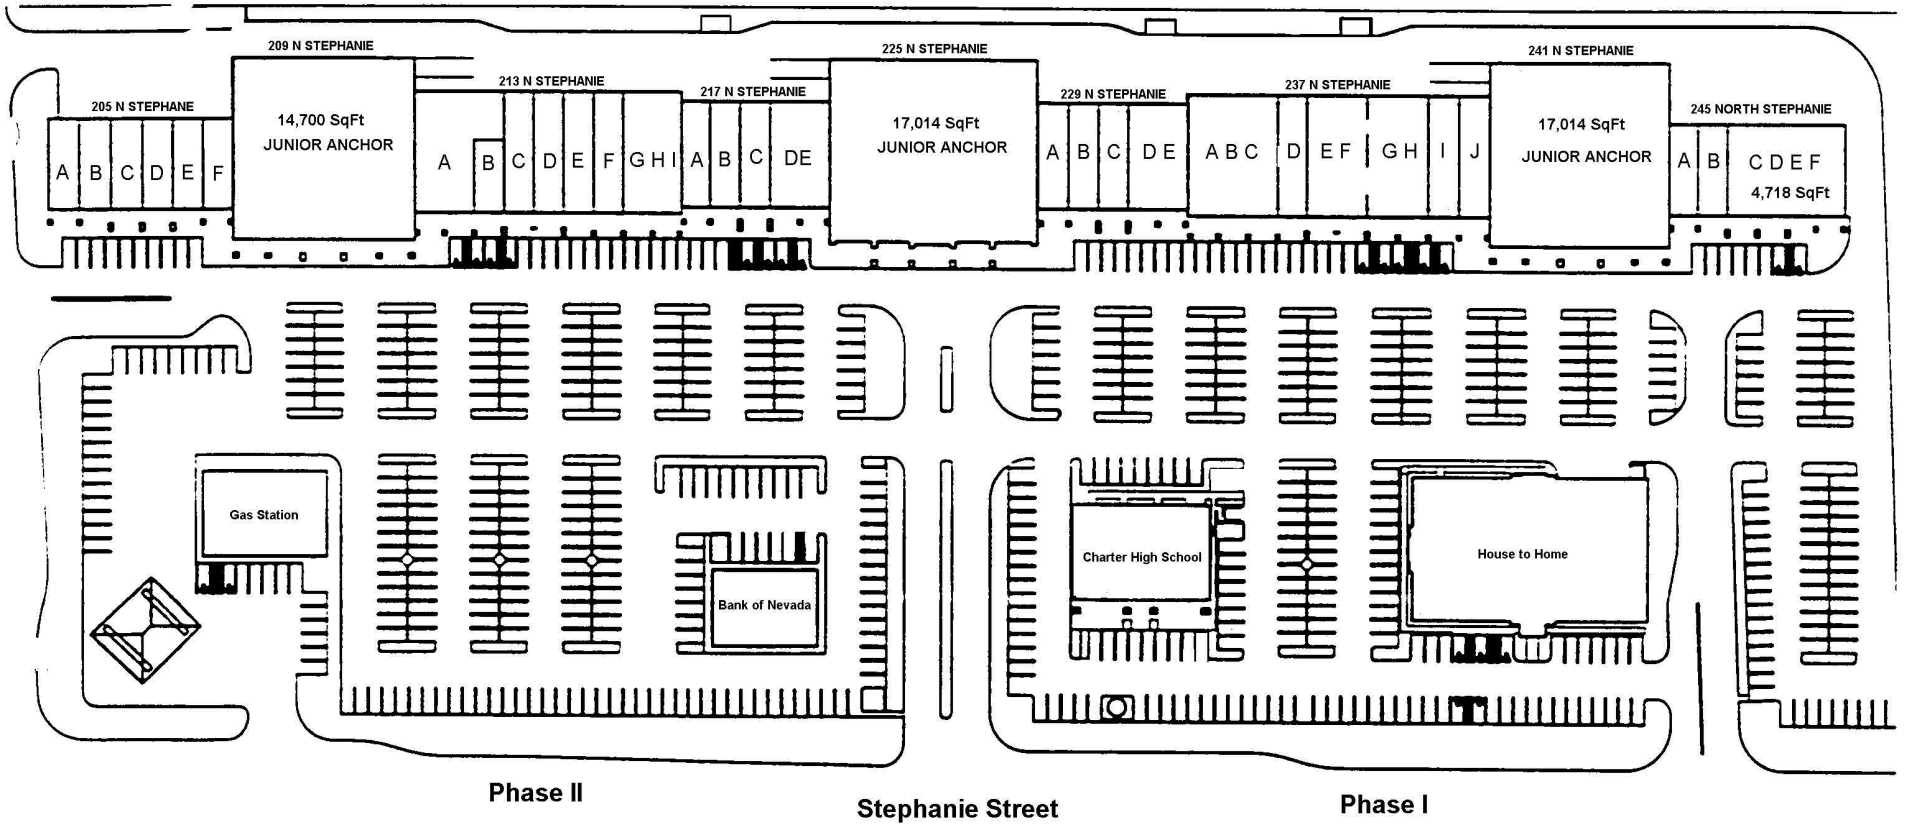 209 N STEPHANIE
225 N STEPHANIE
241 N STEPHANIE
213 N STEPHANIE
217 N STEPHANIE
229 N STEPHANIE
237 N STEPHANIE
205 N STEPHANE
245 NORTH STEPHANIE
14,700 SqFt
JUNIOR ANCHOR
17,014 SqFt
JUNIOR ANCHOR
17,014 SqFt
JUNIOR ANCHOR
A B C D E F
A B C D E F G H I
A B C DE
A B C D E
A B C D E F G H I J
A B C D E F
4,718 SqFt
Gas Station
Bank of Nevada
Charter High School
House to Home
Phase II
Stephanie Street
Phase I